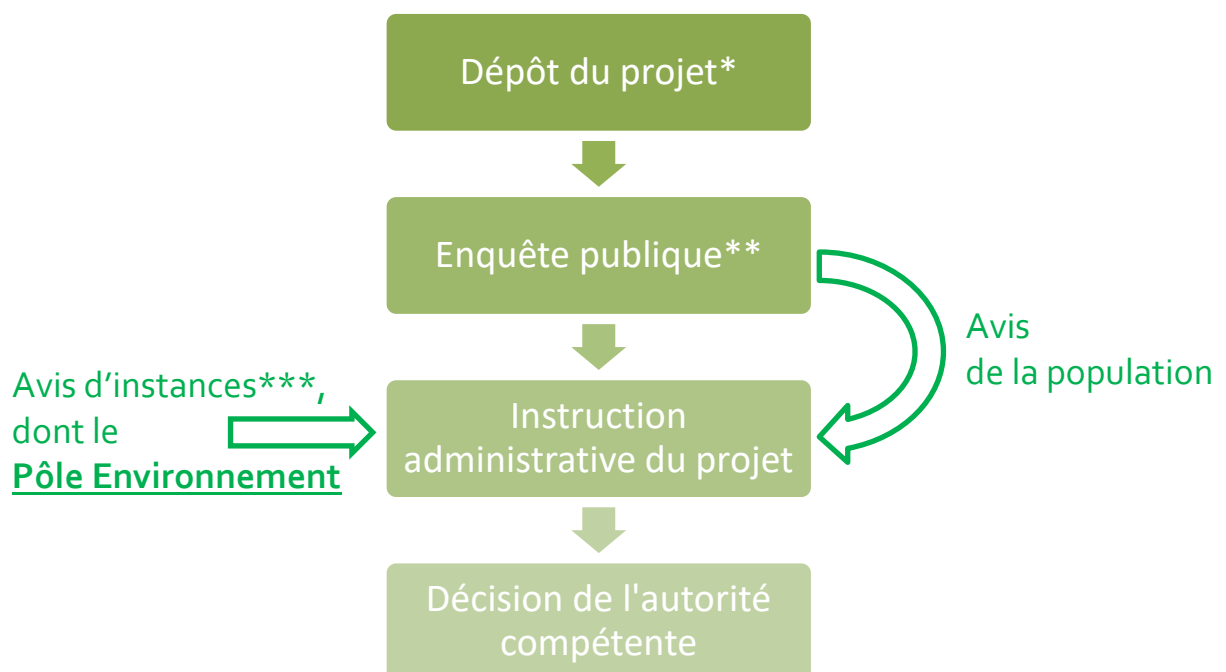 Dépôt du projet*
Enquête publique**
Avis
de la population
Avis d’instances***,
dont le
Pôle Environnement
Instruction
administrative du projet
Décision de l'autorité
compétente